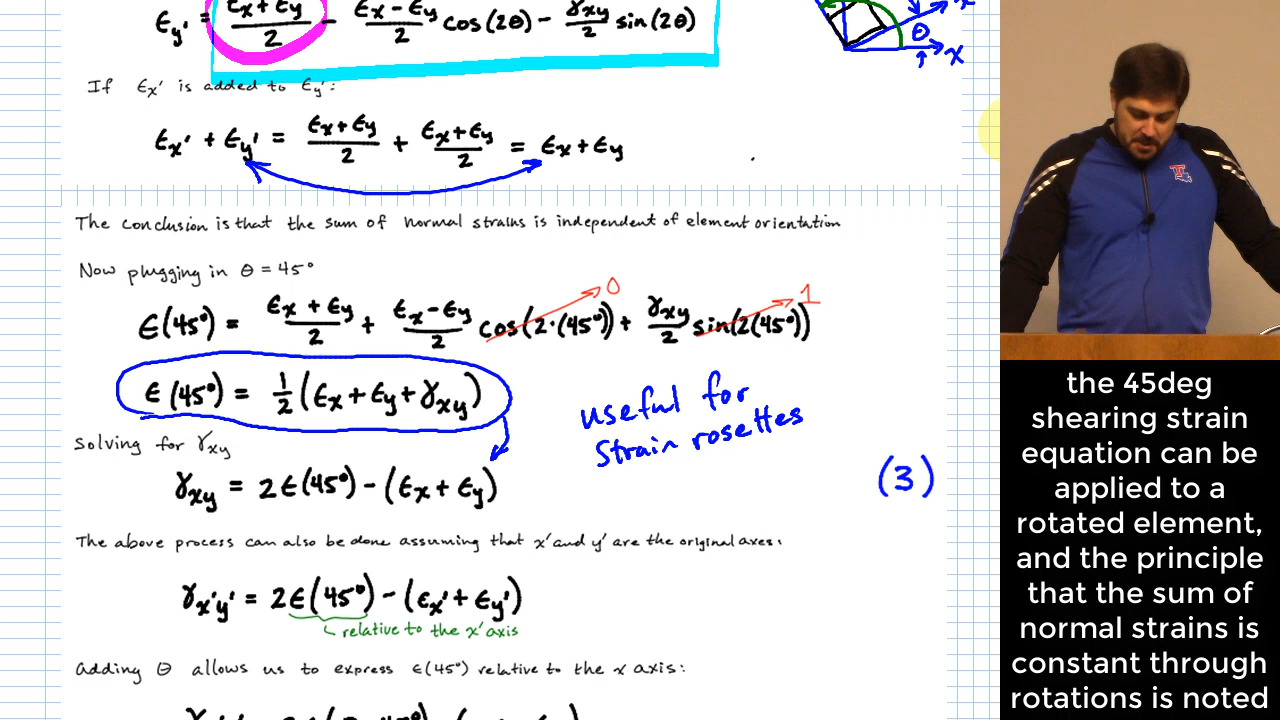 ϵy' = ϵx+ϵy/2 − ϵx−ϵy/2 cos(2θ) − γxy/2 sin(2θ)
x'
θ
x
If ϵx' is added to ϵy':
ϵx' + ϵy' = ϵx+ϵy/2 + ϵx+ϵy/2 = ϵx+ϵy
The conclusion is that the sum of normal strains is independent of element orientation
Now plugging in θ = 45°
0
1
ϵ(45°) = ϵx + ϵy/2 + ϵx−ϵy/2 cos(2·(45°)) + γxy/2 sin(2(45°))
ϵ(45°) = 1/2 (ϵx + ϵy + γxy)
useful for
strain rosettes
Solving for γxy
γxy = 2ϵ(45°) − (ϵx + ϵy)
(3)
The above process can also be done assuming that x' and y' are the original axes:
γx'y' = 2ϵ(45°) − (ϵx' + ϵy')
relative to the x' axis
adding θ allows us to express ϵ(45°) relative to the x axis:
the 45deg
shearing strain
equation can be
applied to a
rotated element,
and the principle
that the sum of
normal strains is
constant through
rotations is noted